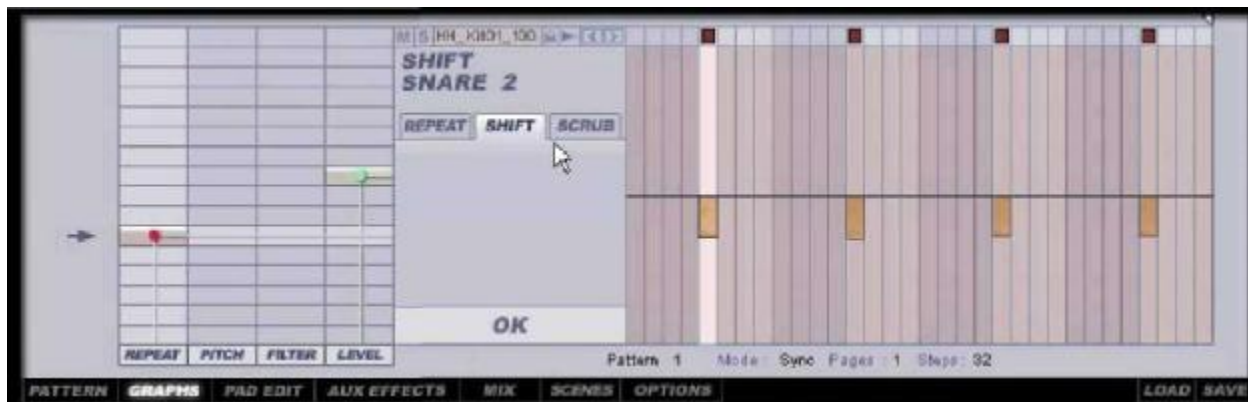 M S HH_KIt01_100
SHIFT
SNARE 2
REPEAT SHIFT SCRUB
OK
REPEAT PITCH FILTER LEVEL
Pattern 1 Mode: Sync Pages: 1 Steps: 32
PATTERN GRAPHS PAD EDIT AUX EFFECTS MIX SCENES OPTIONS LOAD SAVE